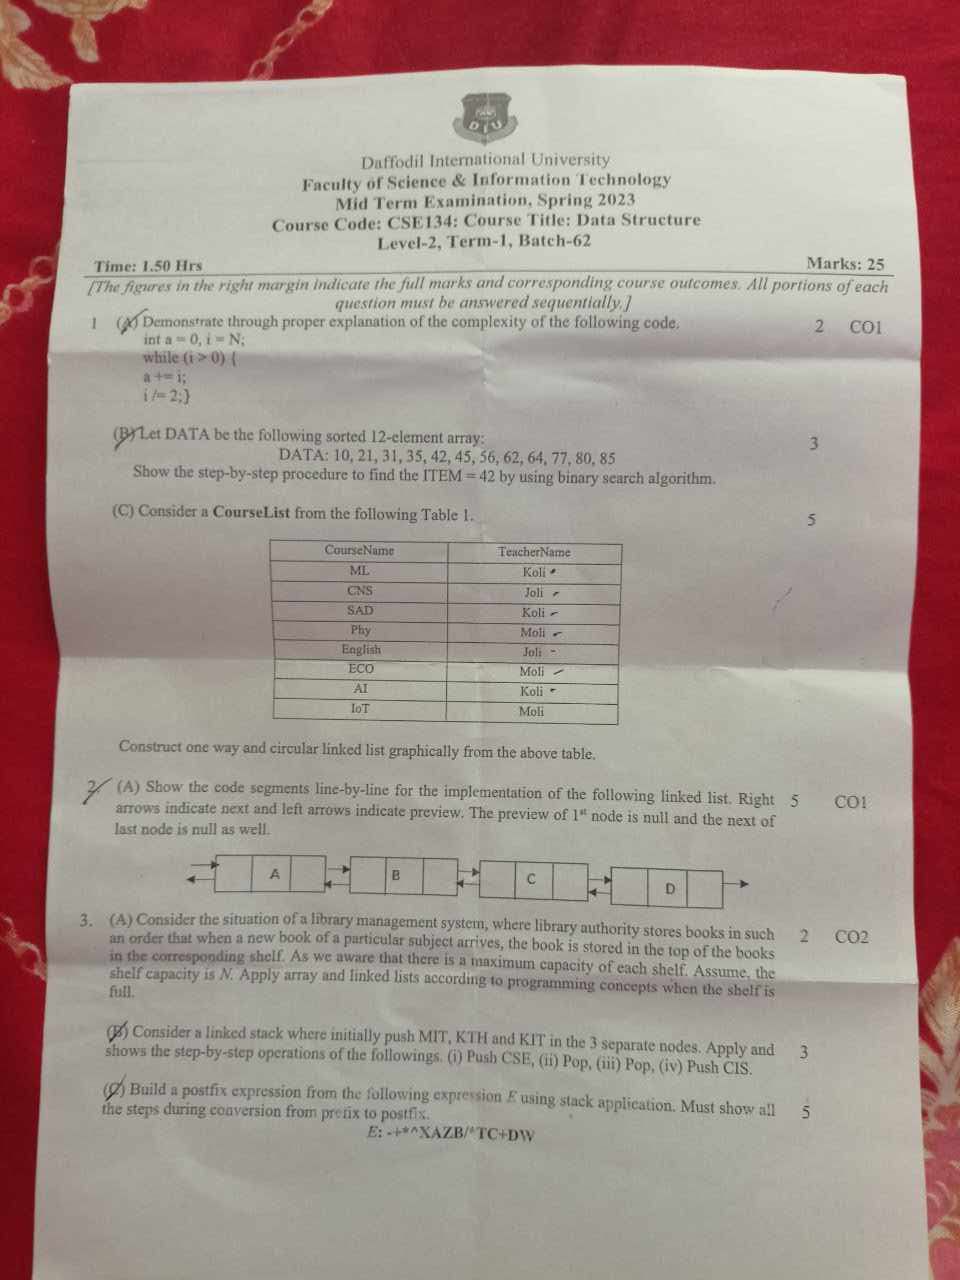 DIU
Daffodil International University
Faculty of Science & Information Technology
Mid Term Examination, Spring 2023
Course Code: CSE134: Course Title: Data Structure
Level-2, Term-1, Batch-62
Time: 1.50 Hrs Marks: 25
[The figures in the right margin indicate the full marks and corresponding course outcomes. All portions of each
question must be answered sequentially.]
1 (A) Demonstrate through proper explanation of the complexity of the following code. 2 CO1
int a = 0, i = N;
while (i > 0) {
a += i;
i /= 2;}
(B) Let DATA be the following sorted 12-element array: 3
DATA: 10, 21, 31, 35, 42, 45, 56, 62, 64, 77, 80, 85
Show the step-by-step procedure to find the ITEM = 42 by using binary search algorithm.
(C) Consider a CourseList from the following Table 1. 5
CourseName TeacherName
ML Koli
CNS Joli
SAD Koli
Phy Moli
English Joli
ECO Moli
AI Koli
IoT Moli
Construct one way and circular linked list graphically from the above table.
2 (A) Show the code segments line-by-line for the implementation of the following linked list. Right 5 CO1
arrows indicate next and left arrows indicate preview. The preview of 1st node is null and the next of
last node is null as well.
A B C D
3. (A) Consider the situation of a library management system, where library authority stores books in such 2 CO2
an order that when a new book of a particular subject arrives, the book is stored in the top of the books
in the corresponding shelf. As we aware that there is a maximum capacity of each shelf. Assume, the
shelf capacity is N. Apply array and linked lists according to programming concepts when the shelf is
full.
(B) Consider a linked stack where initially push MIT, KTH and KIT in the 3 separate nodes. Apply and 3
shows the step-by-step operations of the followings. (i) Push CSE, (ii) Pop, (iii) Pop, (iv) Push CIS.
(C) Build a postfix expression from the following expression E using stack application. Must show all 5
the steps during conversion from prefix to postfix.
E: -+*^XAZB/*TC+DW